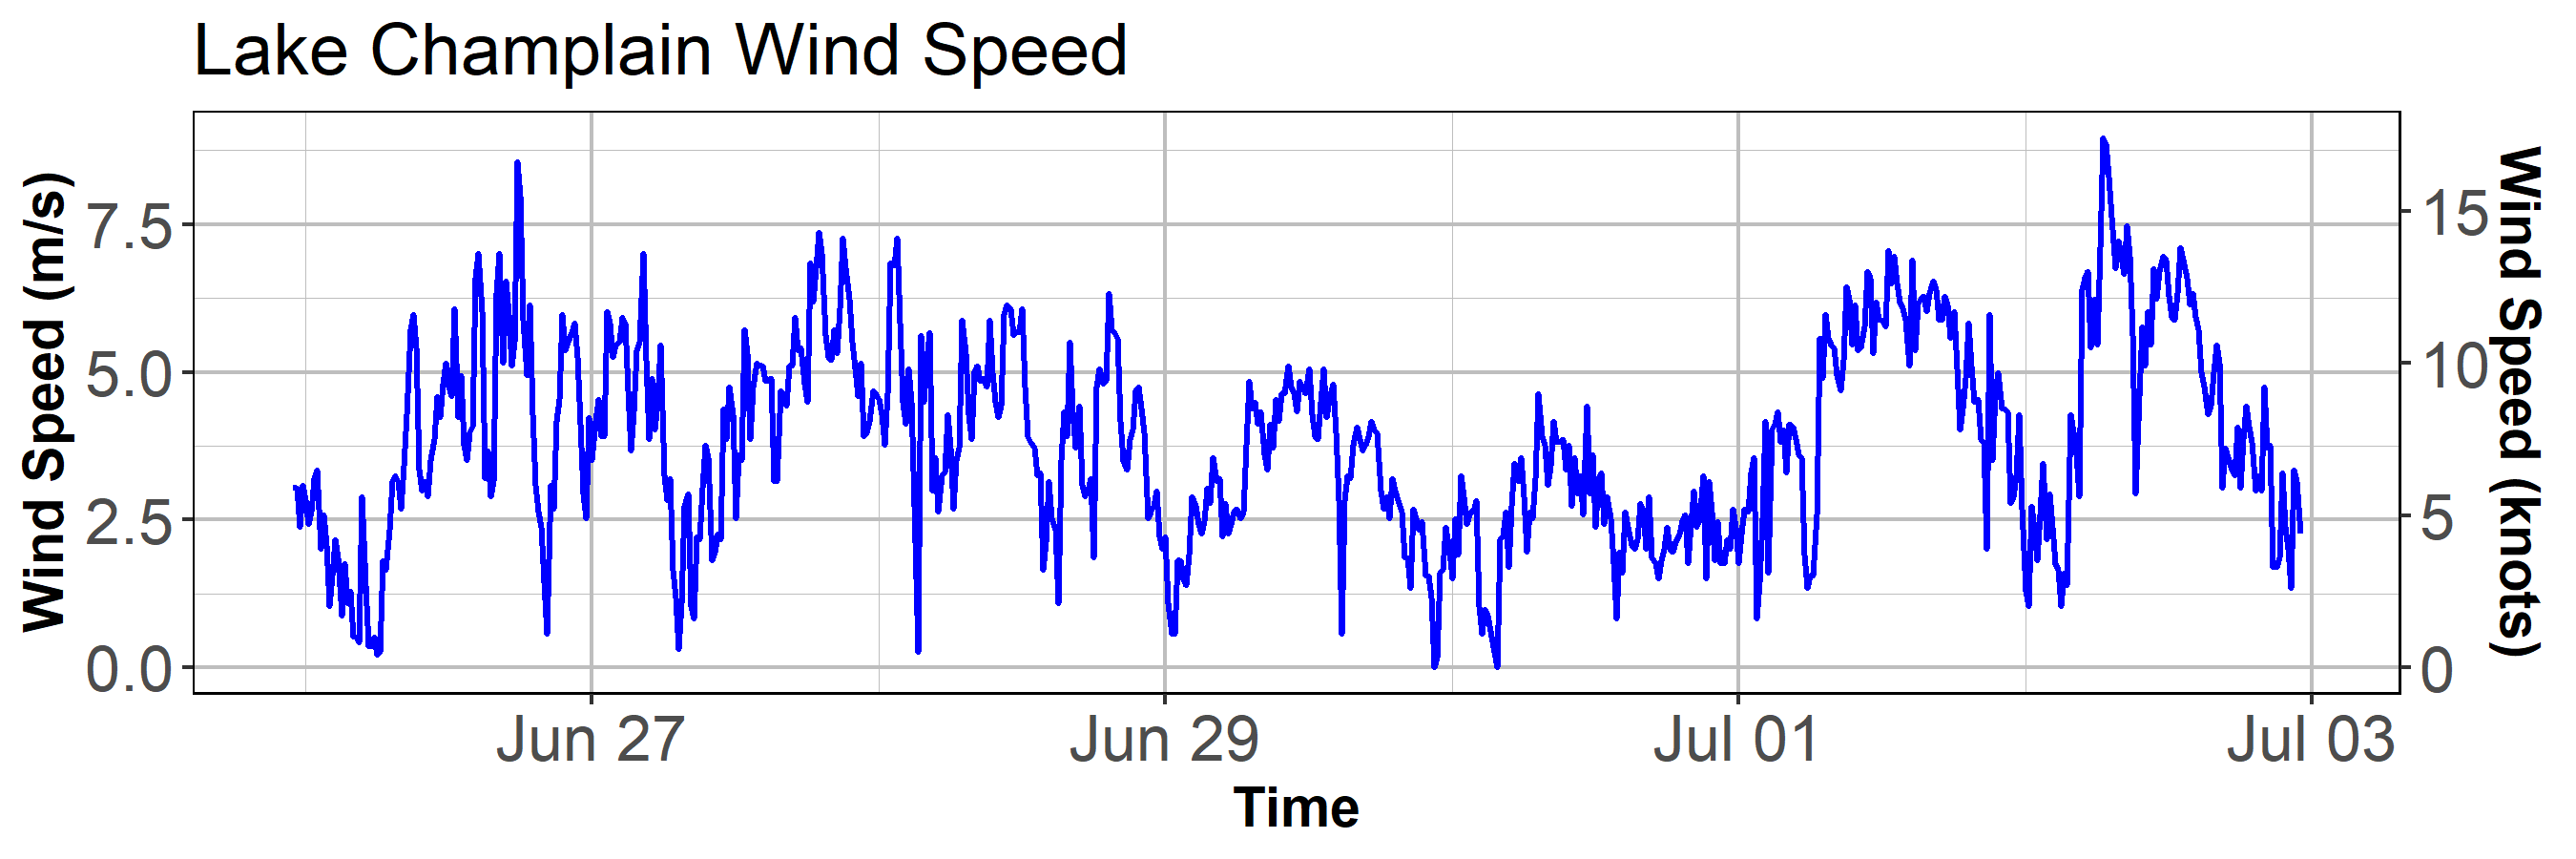 Lake Champlain Wind Speed
Wind Speed (m/s)
7.5
5.0
2.5
0.0
15
10
5
0
Wind Speed (knots)
Jun 27
Jun 29
Jul 01
Jul 03
Time